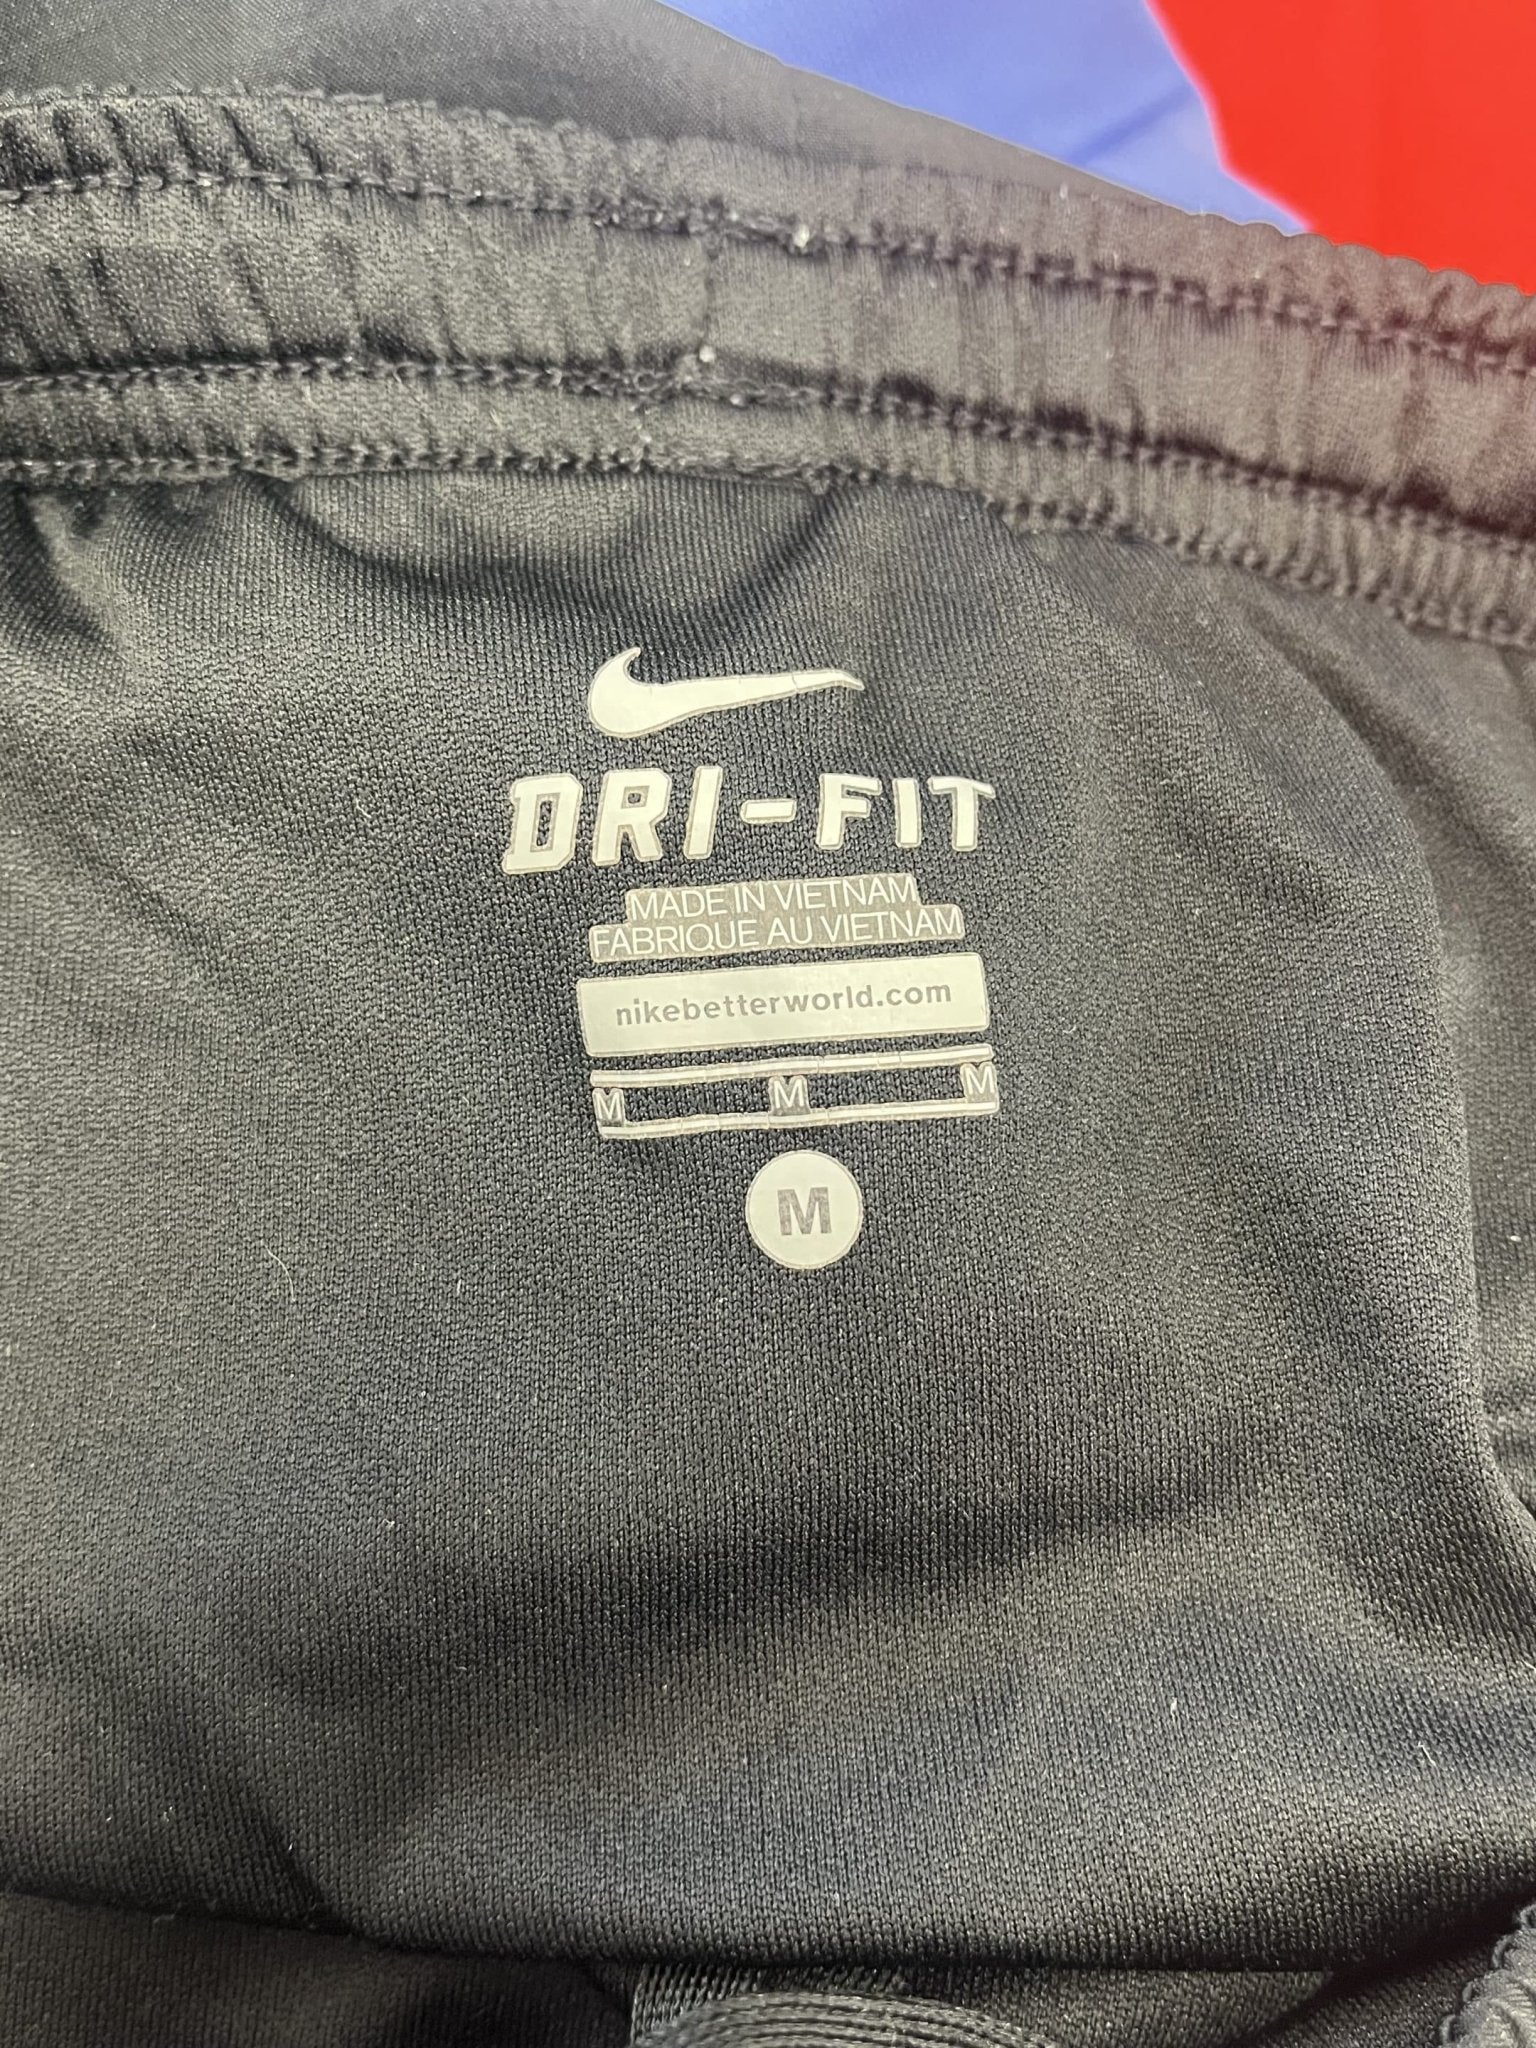 DRI-FIT
MADE IN VIETNAM
FABRIQUE AU VIETNAM
nikebetterworld.com
M M M
M